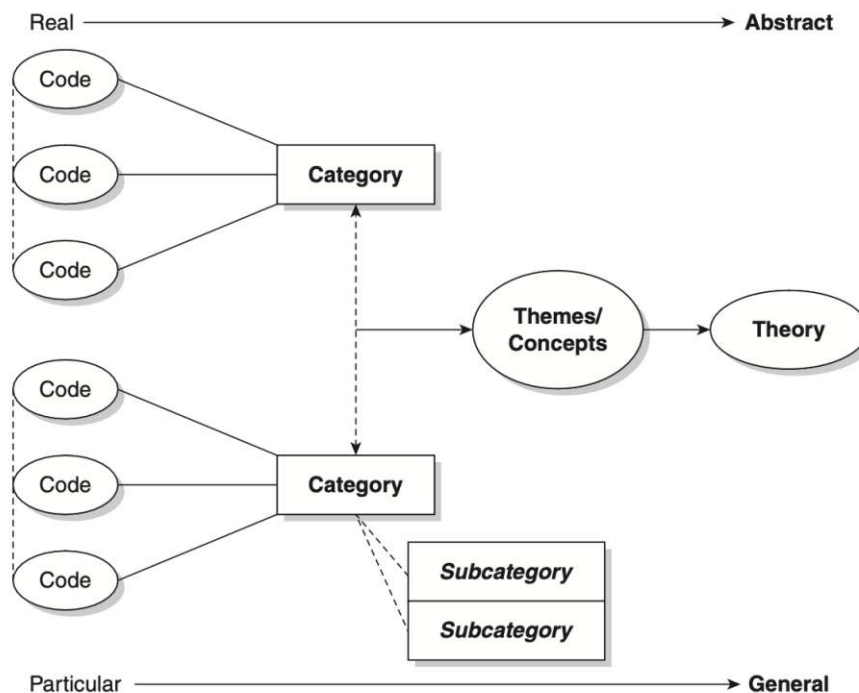 Real
Abstract
Code
Code
Category
Code
Themes/
Concepts
Theory
Code
Code
Category
Code
Subcategory
Subcategory
Particular
General